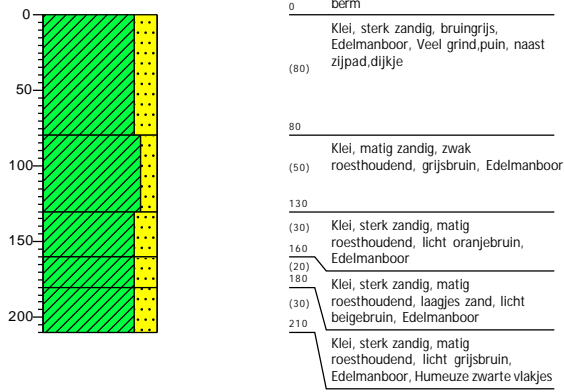 berm
0
0
Klei, sterk zandig, bruingrijs,
Edelmanboor, Veel grind,puin, naast
zijpad,dijkje
(80)
50
80
Klei, matig zandig, zwak
roesthoudend, grijsbruin, Edelmanboor
100
(50)
130
Klei, sterk zandig, matig
roesthoudend, licht oranjebruin,
Edelmanboor
(30)
150
160
(20)
180
Klei, sterk zandig, matig
roesthoudend, laagjes zand, licht
beigebruin, Edelmanboor
(30)
200
210
Klei, sterk zandig, matig
roesthoudend, licht grijsbruin,
Edelmanboor, Humeuze zwarte vlakjes